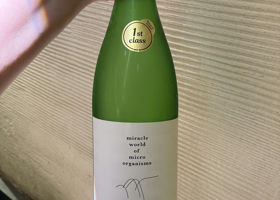 1st
class
miracle
world
of
micro
organisms